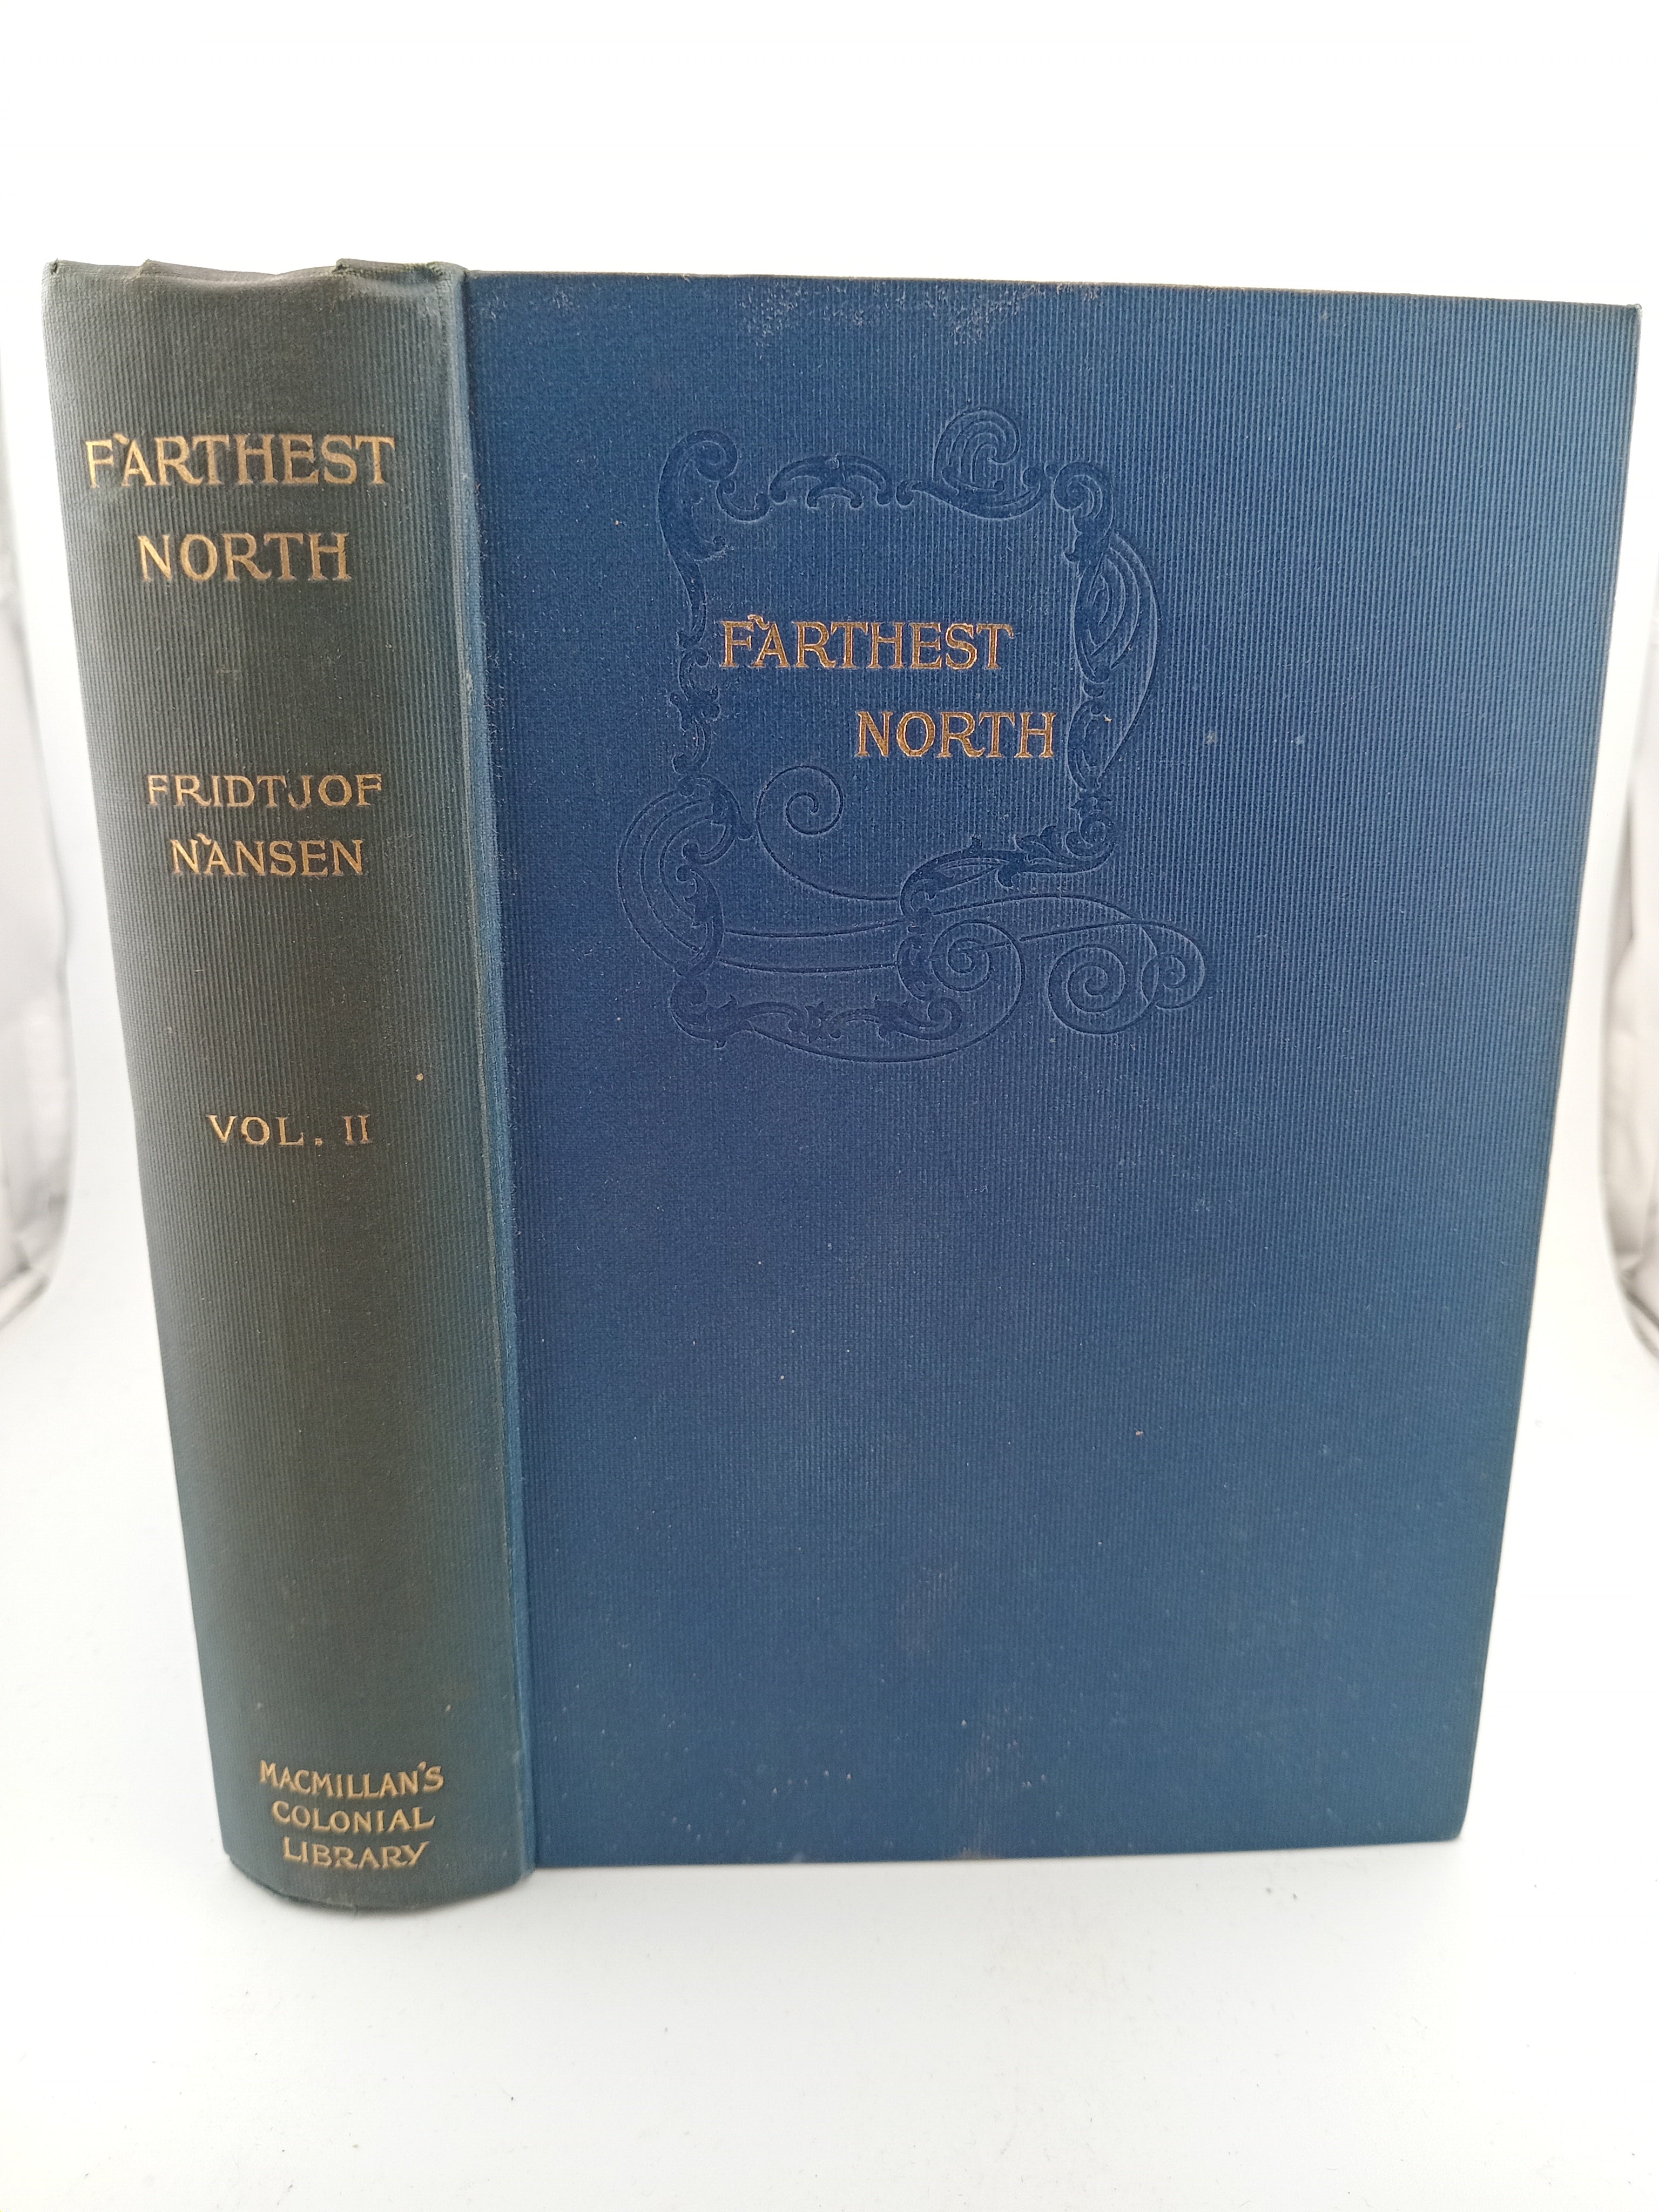 FARTHEST
NORTH
FRIDTJOF
NANSEN
VOL. II
MACMILLAN'S
COLONIAL
LIBRARY
FARTHEST
NORTH